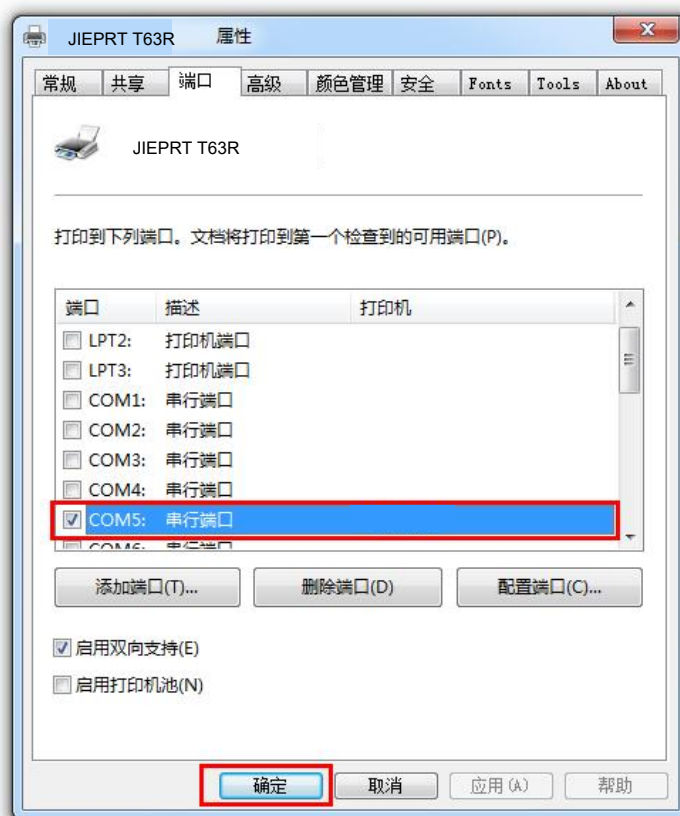 JIEPRT T63R 属性
常规 共享 端口 高级 颜色管理 安全 Fonts Tools About
JIEPRT T63R
打印到下列端口。文档将打印到第一个检查到的可用端口(P)。
端口 描述 打印机
LPT2: 打印机端口
LPT3: 打印机端口
COM1: 串行端口
COM2: 串行端口
COM3: 串行端口
COM4: 串行端口
COM5: 串行端口
COM6: 串行端口
添加端口(T)... 删除端口(D) 配置端口(C)...
启用双向支持(E)
启用打印机池(N)
确定 取消 应用(A) 帮助